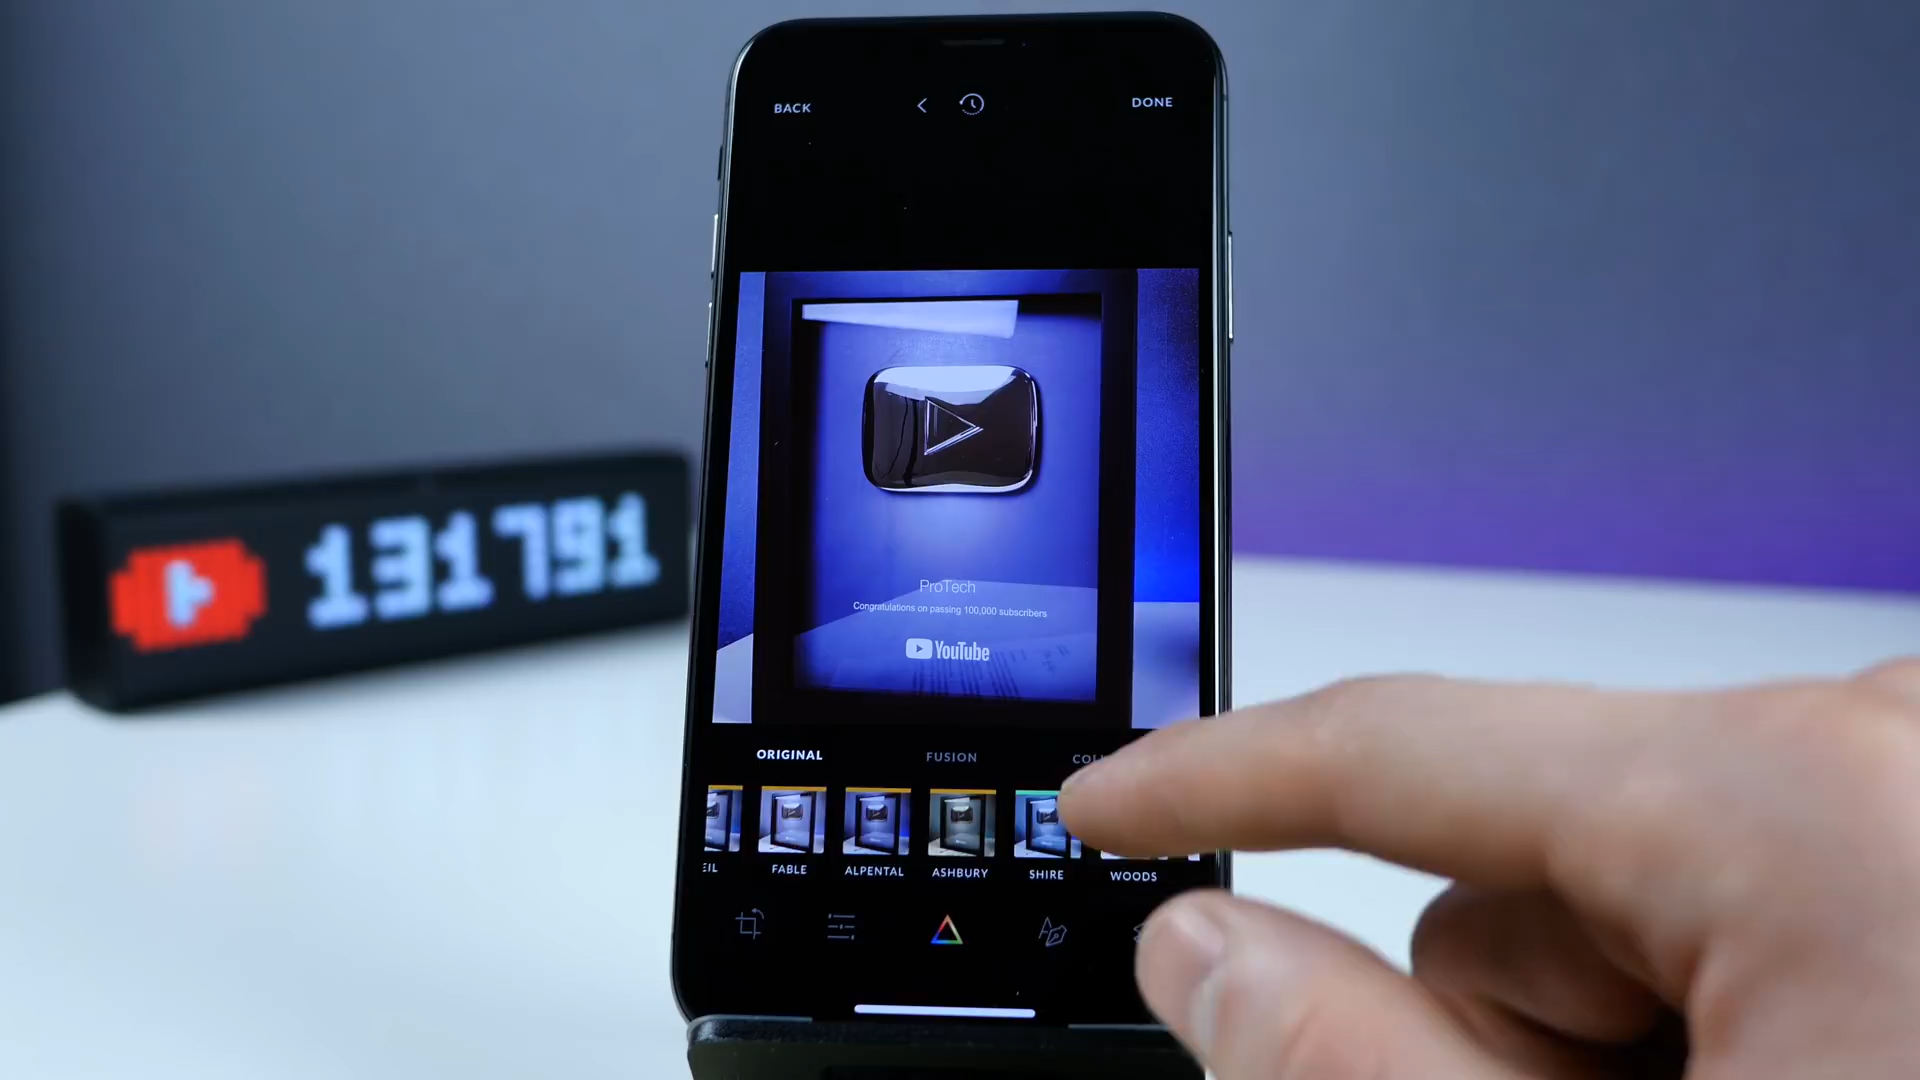 BACK
DONE
131791
ProTech
Congratulations on passing 100,000 subscribers
YouTube
ORIGINAL
FUSION
FABLE
ALPENTAL
ASHBURY
SHIRE
WOODS